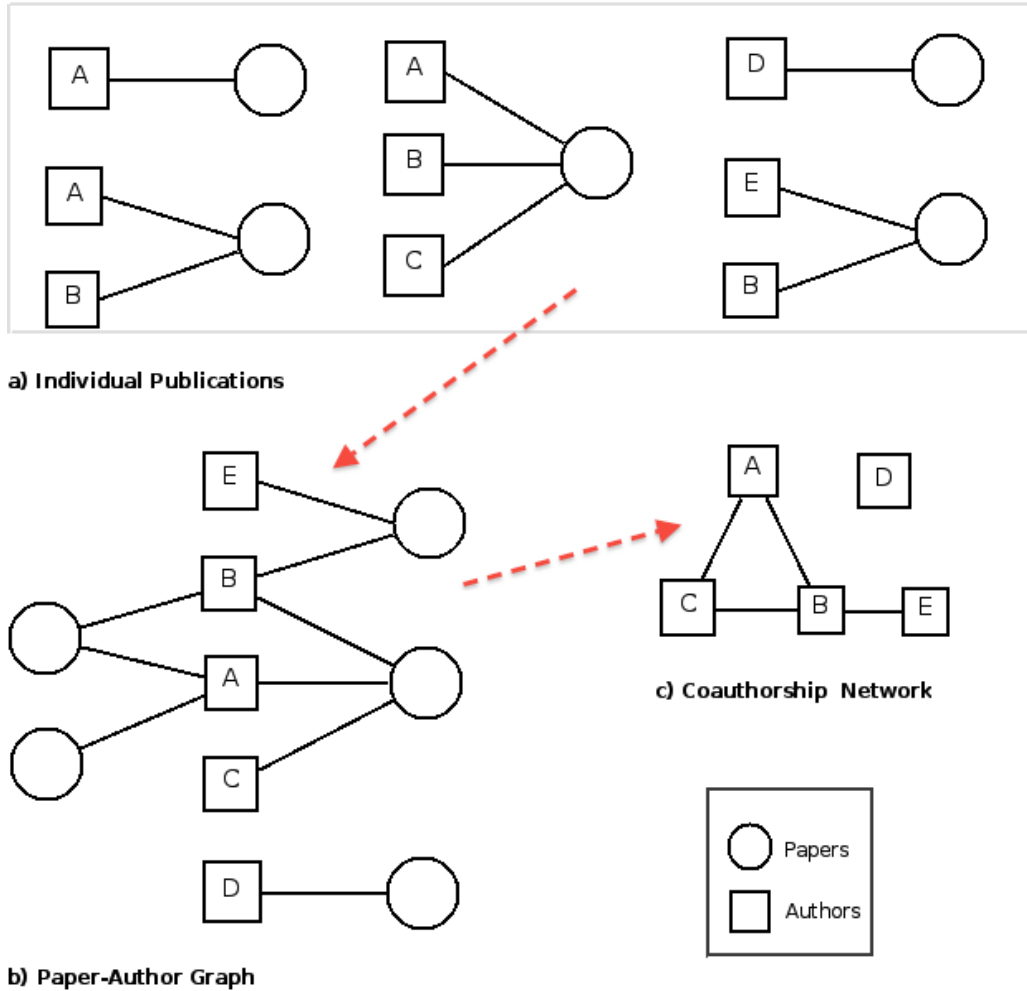 A
A
B
A
B
C
D
E
B
a) Individual Publications
E
B
A
C
D
b) Paper-Author Graph
A
D
C
B
E
c) Coauthorship Network
Papers
Authors